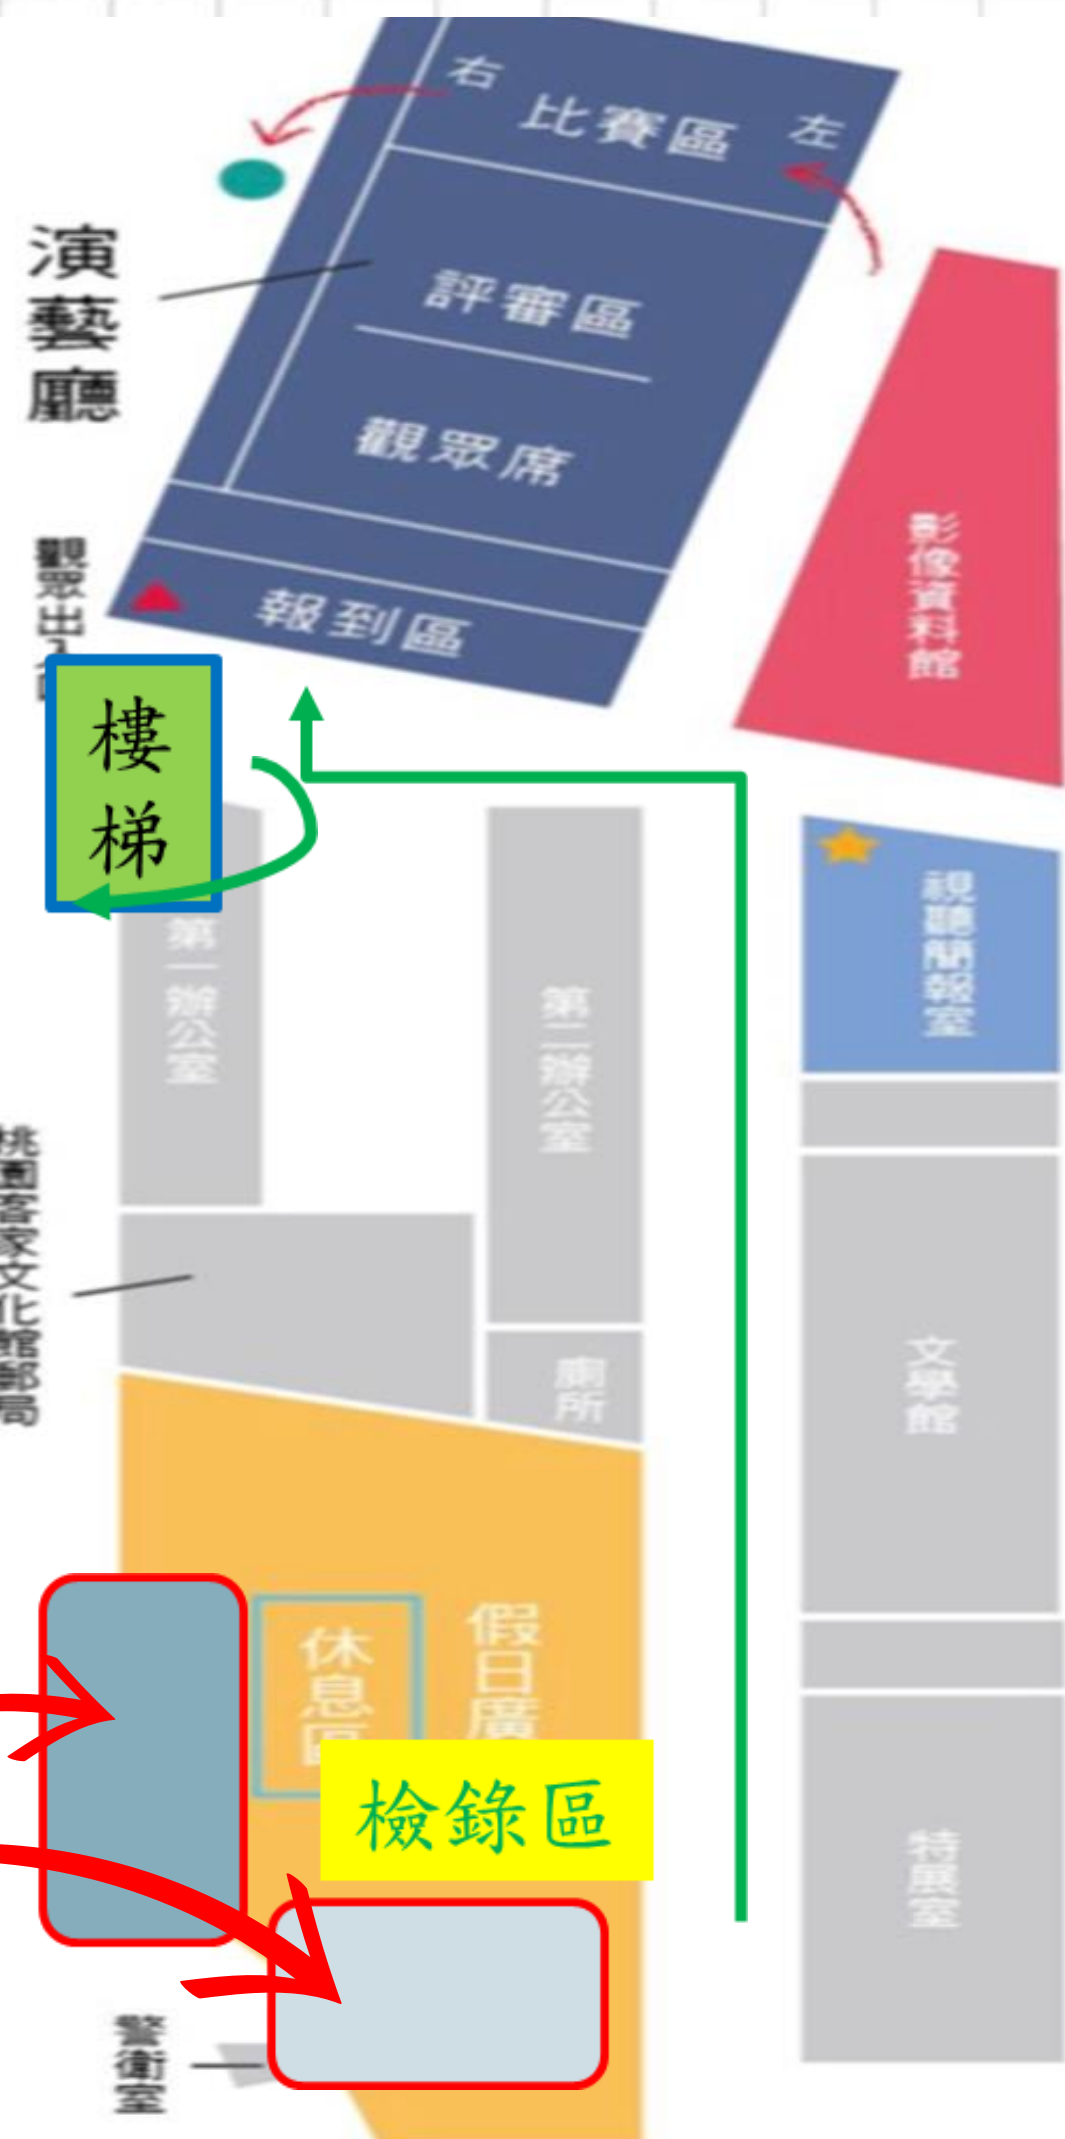 右
比賽區
左
演藝廳
評審區
觀眾席
觀眾出入
報到區
影像資料館
樓梯
視聽簡報室
第一辦公室
第二辦公室
桃園客家文化館郵局
廁所
文學館
休息區
假日廣
檢錄區
特展室
警衛室